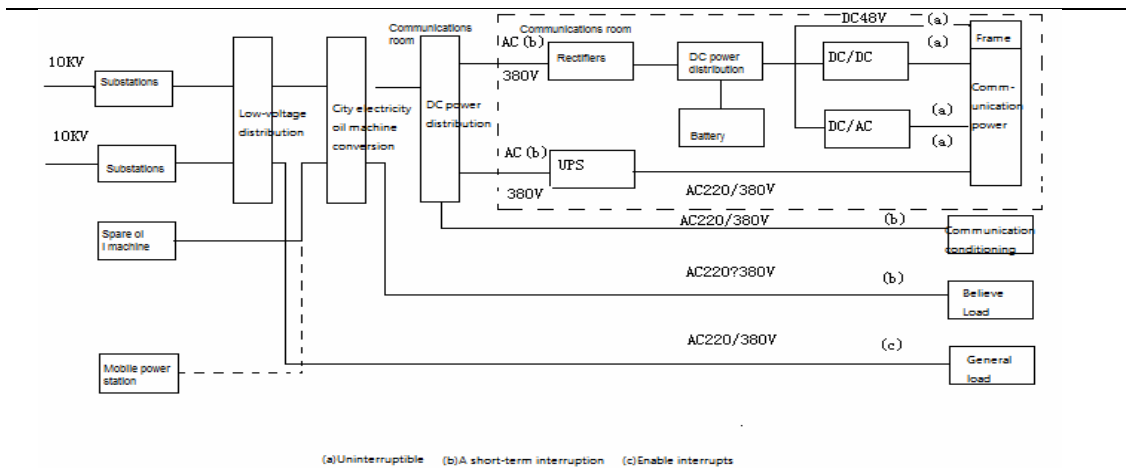 DC48V
(a)
Communications
room
Communications room
Frame
AC(b)
(a)
10KV
Rectifiers
DC power
distribution
DC/DC
380V
Substations
Comm-
unication
power
Low-voltage
distribution
City electricity
oil machine
conversion
DC power
distribution
(a)
10KV
Battery
DC/AC
(a)
AC(b)
UPS
Substations
380V
AC220/380V
AC220/380V
(b)
Spare oi
l machine
Communication
conditioning
AC220?380V
(b)
Believe
Load
AC220/380V
(c)
General
load
Mobile power
station
(a)Uninterruptible (b)A short-term interruption (c)Enable interrupts